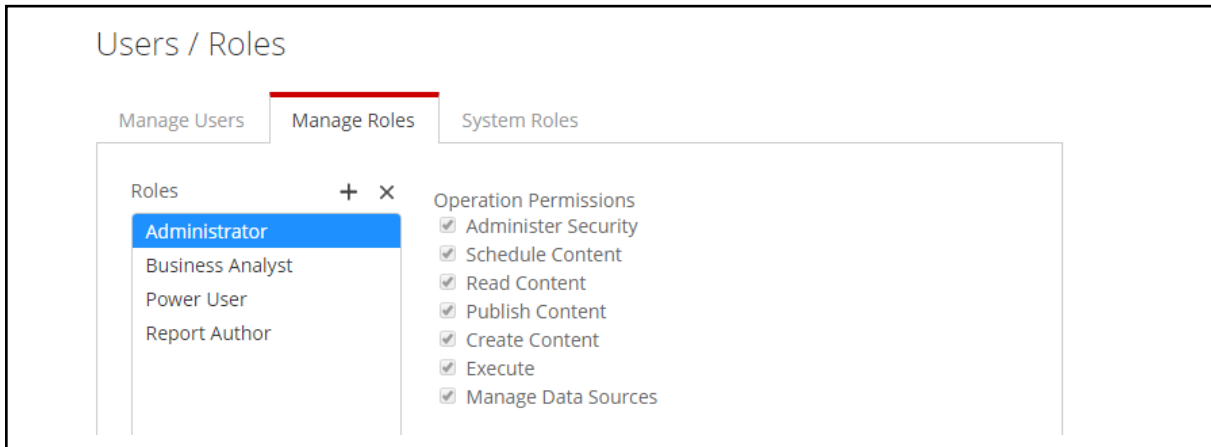 Users / Roles
Manage Users
Manage Roles
System Roles
Roles
Administrator
Business Analyst
Power User
Report Author
Operation Permissions
Administer Security
Schedule Content
Read Content
Publish Content
Create Content
Execute
Manage Data Sources